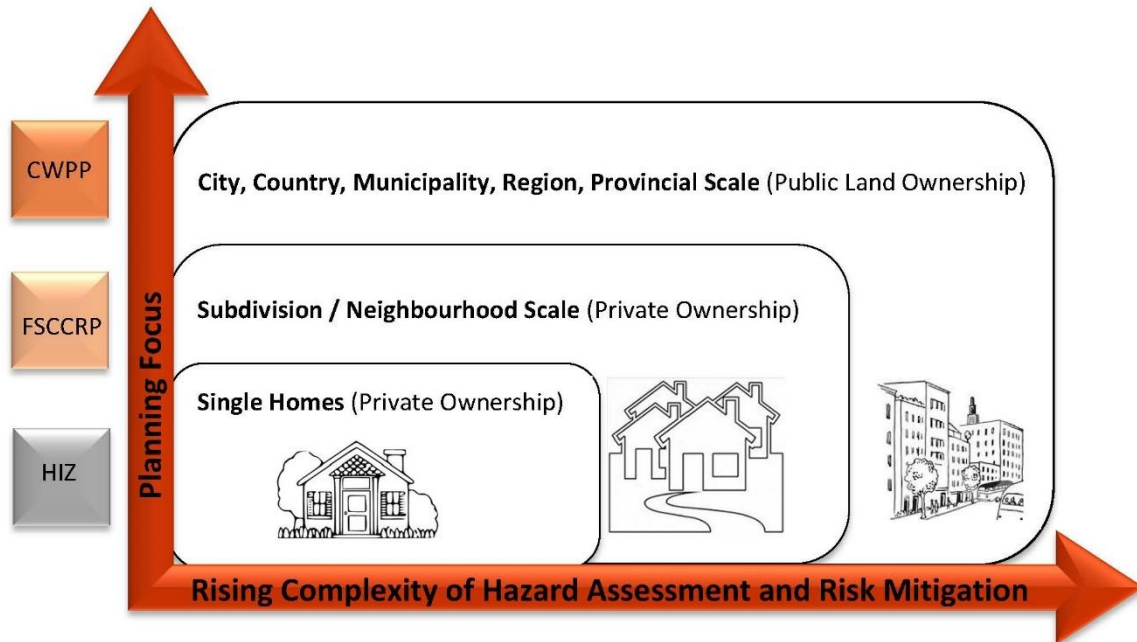 CWPP
FSCCRP
HIZ
Planning Focus
City, Country, Municipality, Region, Provincial Scale (Public Land Ownership)
Subdivision / Neighbourhood Scale (Private Ownership)
Single Homes (Private Ownership)
Rising Complexity of Hazard Assessment and Risk Mitigation